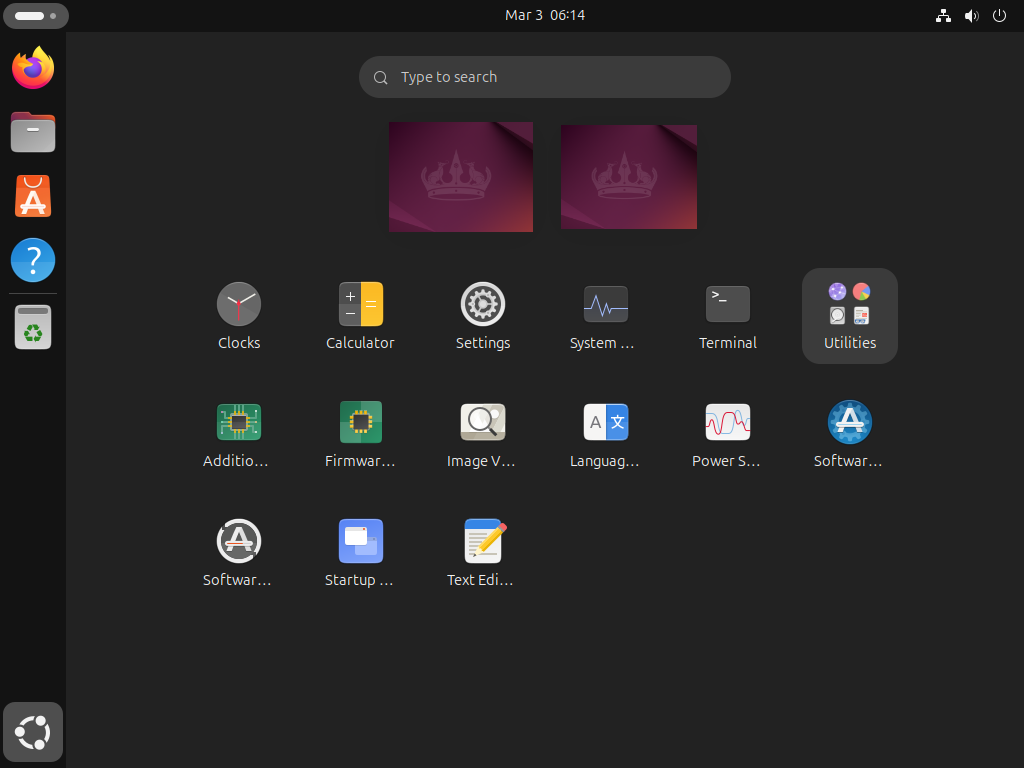 Mar 3 06:14
Type to search
Clocks
Calculator
Settings
System ...
Terminal
Utilities
Additio...
Firmwar...
Image V...
Languag...
Power S...
Softwar...
Softwar...
Startup ...
Text Edi...